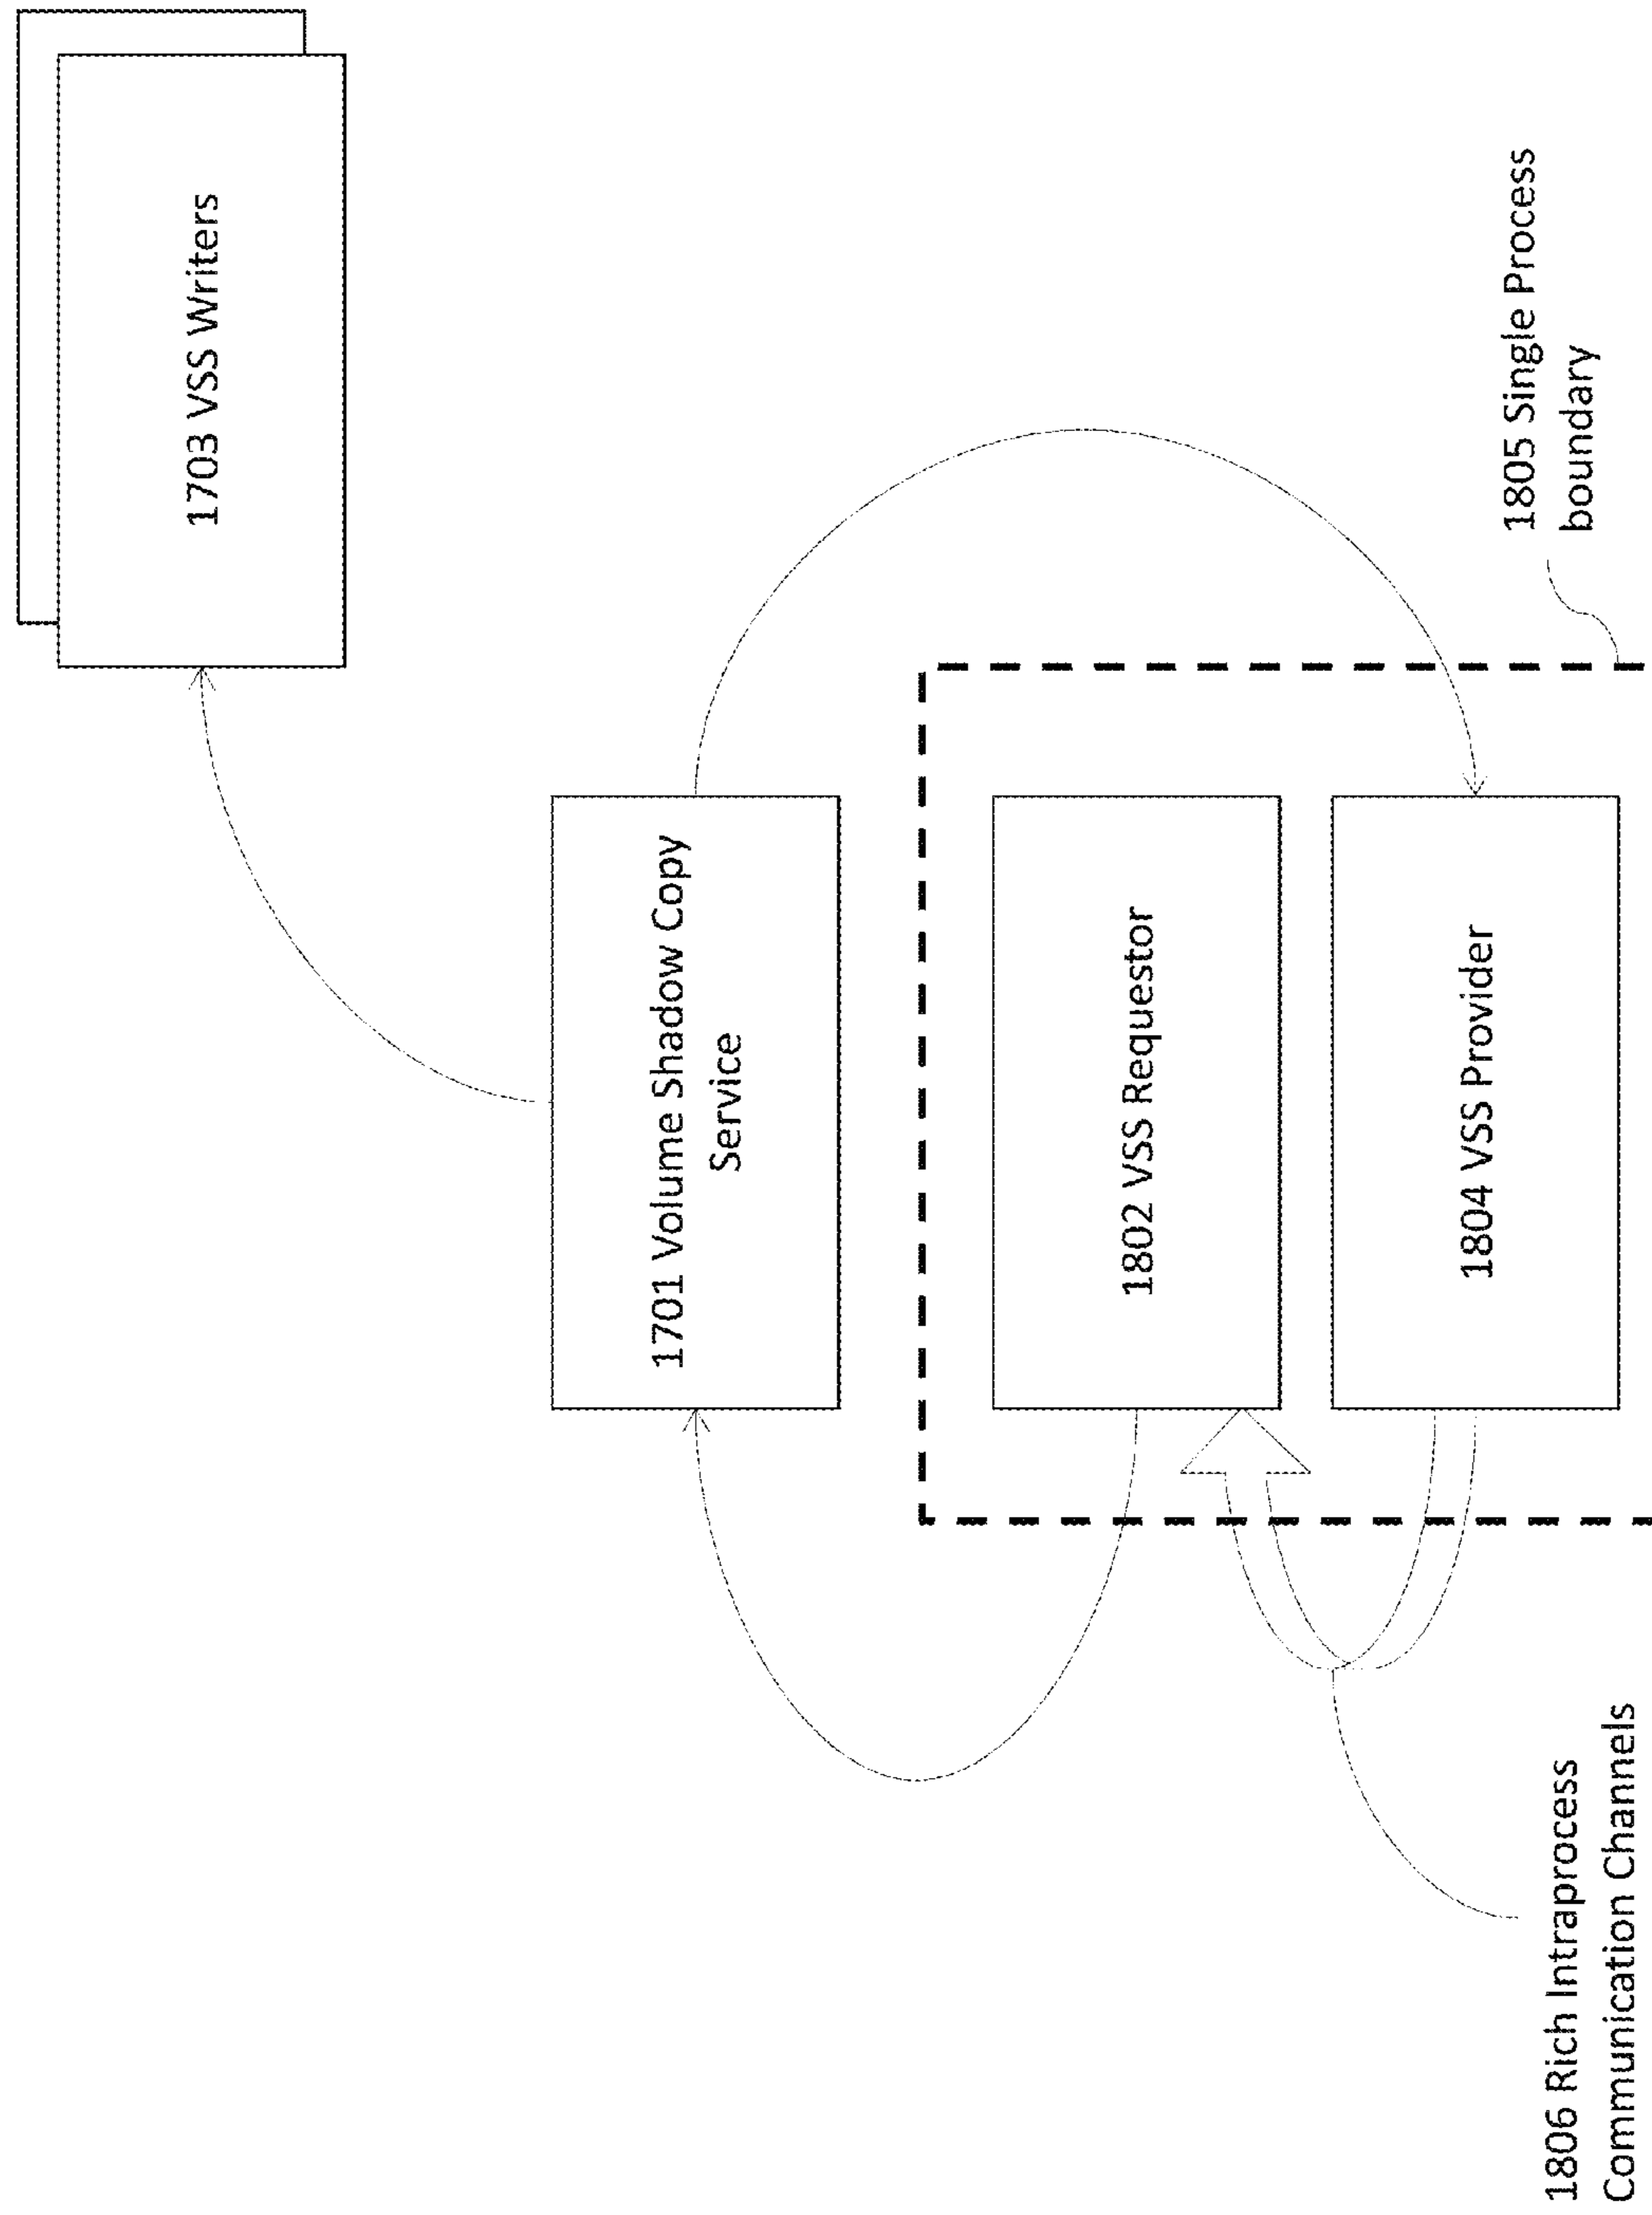 1703 VSS Writers
1701 Volume Shadow Copy
Service
1802 VSS Requestor
1804 VSS Provider
1805 Single Process
boundary
1806 Rich Intraprocess
Communication Channels